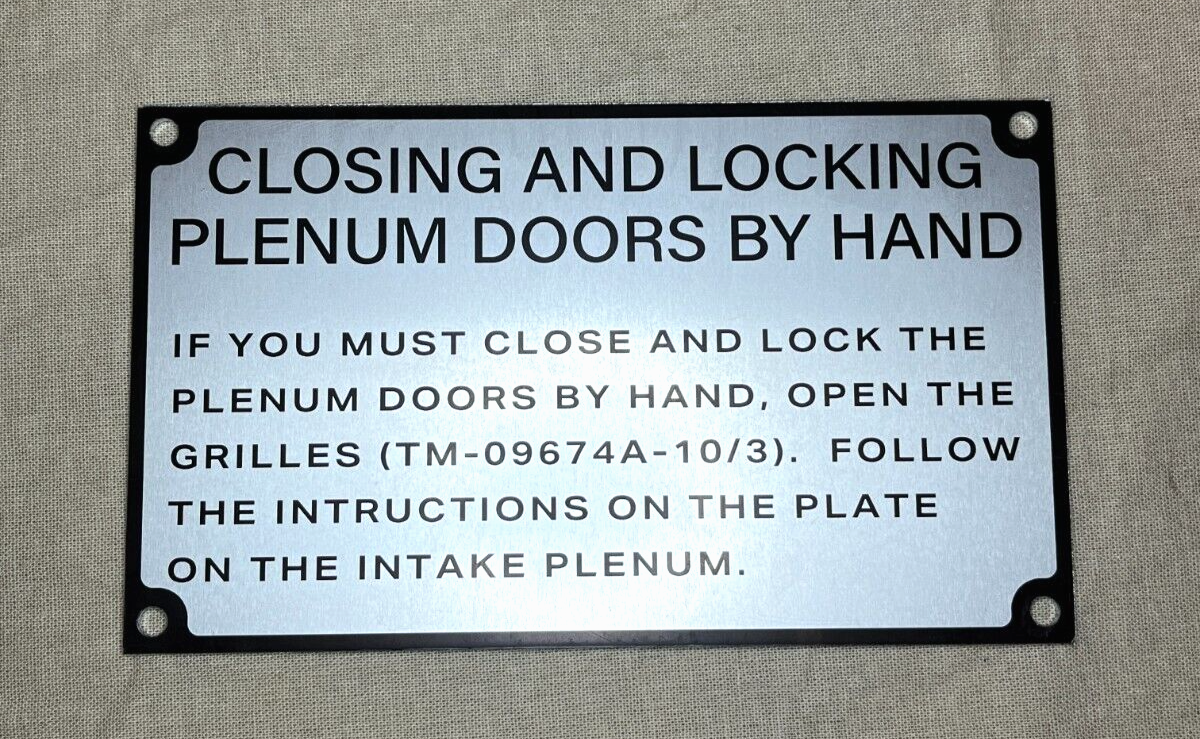 CLOSING AND LOCKING
PLENUM DOORS BY HAND
IF YOU MUST CLOSE AND LOCK THE
PLENUM DOORS BY HAND, OPEN THE
GRILLES (TM-09674A-10/3). FOLLOW
THE INTRUCTIONS ON THE PLATE
ON THE INTAKE PLENUM.